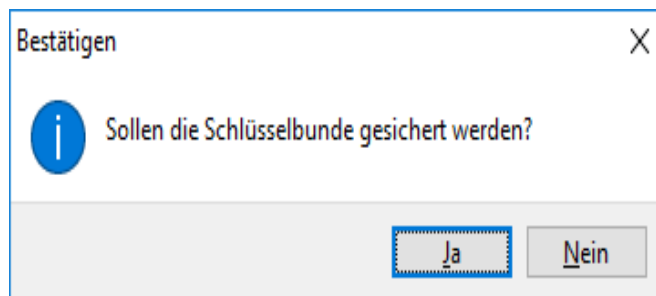 Bestätigen
Sollen die Schlüsselbunde gesichert werden?
Ja Nein